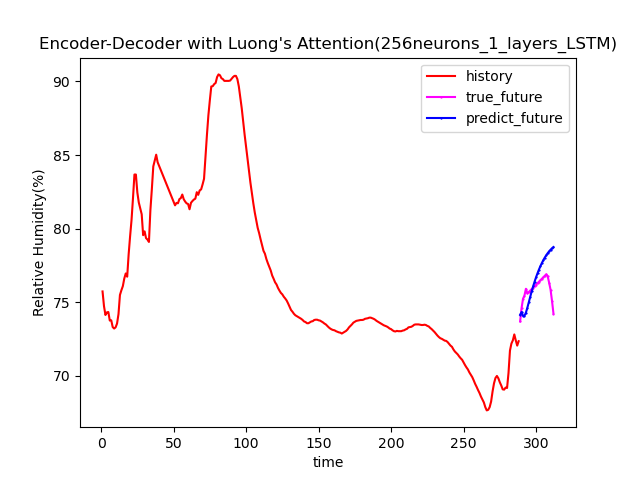 Encoder-Decoder with Luong's Attention(256neurons_1_layers_LSTM)
history
true_future
predict_future
Relative Humidity(%)
90
85
80
75
70
0 50 100 150 200 250 300
time